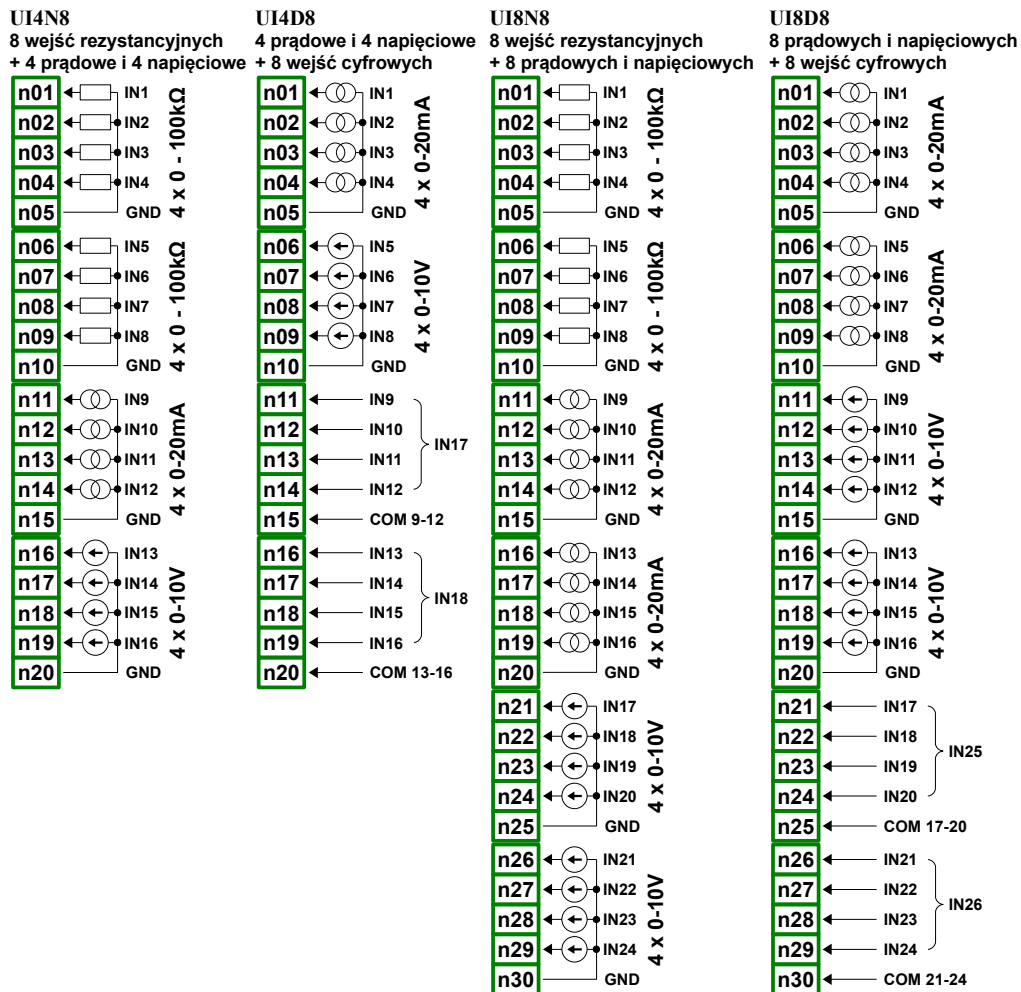 UI4N8
8 wejść rezystancyjnych
+ 4 prądowe i 4 napięciowe
n01 IN1
n02 IN2
n03 IN3
n04 IN4
n05 GND
4 x 0 - 100kΩ
n06 IN5
n07 IN6
n08 IN7
n09 IN8
n10 GND
4 x 0 - 100kΩ
n11 IN9
n12 IN10
n13 IN11
n14 IN12
n15 GND
4 x 0-20mA
n16 IN13
n17 IN14
n18 IN15
n19 IN16
n20 GND
4 x 0-10V
UI4D8
4 prądowe i 4 napięciowe
+ 8 wejść cyfrowych
n01 IN1
n02 IN2
n03 IN3
n04 IN4
n05 GND
4 x 0-20mA
n06 IN5
n07 IN6
n08 IN7
n09 IN8
n10 GND
4 x 0-10V
n11 IN9
n12 IN10
n13 IN11
n14 IN12
IN17
n15 COM 9-12
n16 IN13
n17 IN14
n18 IN15
n19 IN16
IN18
n20 COM 13-16
UI8N8
8 wejść rezystancyjnych
+ 8 prądowych i napięciowych
n01 IN1
n02 IN2
n03 IN3
n04 IN4
n05 GND
4 x 0 - 100kΩ
n06 IN5
n07 IN6
n08 IN7
n09 IN8
n10 GND
4 x 0 - 100kΩ
n11 IN9
n12 IN10
n13 IN11
n14 IN12
n15 GND
4 x 0-20mA
n16 IN13
n17 IN14
n18 IN15
n19 IN16
n20 GND
4 x 0-20mA
n21 IN17
n22 IN18
n23 IN19
n24 IN20
n25 GND
4 x 0-10V
n26 IN21
n27 IN22
n28 IN23
n29 IN24
n30 GND
4 x 0-10V
UI8D8
8 prądowych i napięciowych
+ 8 wejść cyfrowych
n01 IN1
n02 IN2
n03 IN3
n04 IN4
n05 GND
4 x 0-20mA
n06 IN5
n07 IN6
n08 IN7
n09 IN8
n10 GND
4 x 0-20mA
n11 IN9
n12 IN10
n13 IN11
n14 IN12
n15 GND
4 x 0-10V
n16 IN13
n17 IN14
n18 IN15
n19 IN16
n20 GND
4 x 0-10V
n21 IN17
n22 IN18
n23 IN19
n24 IN20
IN25
n25 COM 17-20
n26 IN21
n27 IN22
n28 IN23
n29 IN24
IN26
n30 COM 21-24